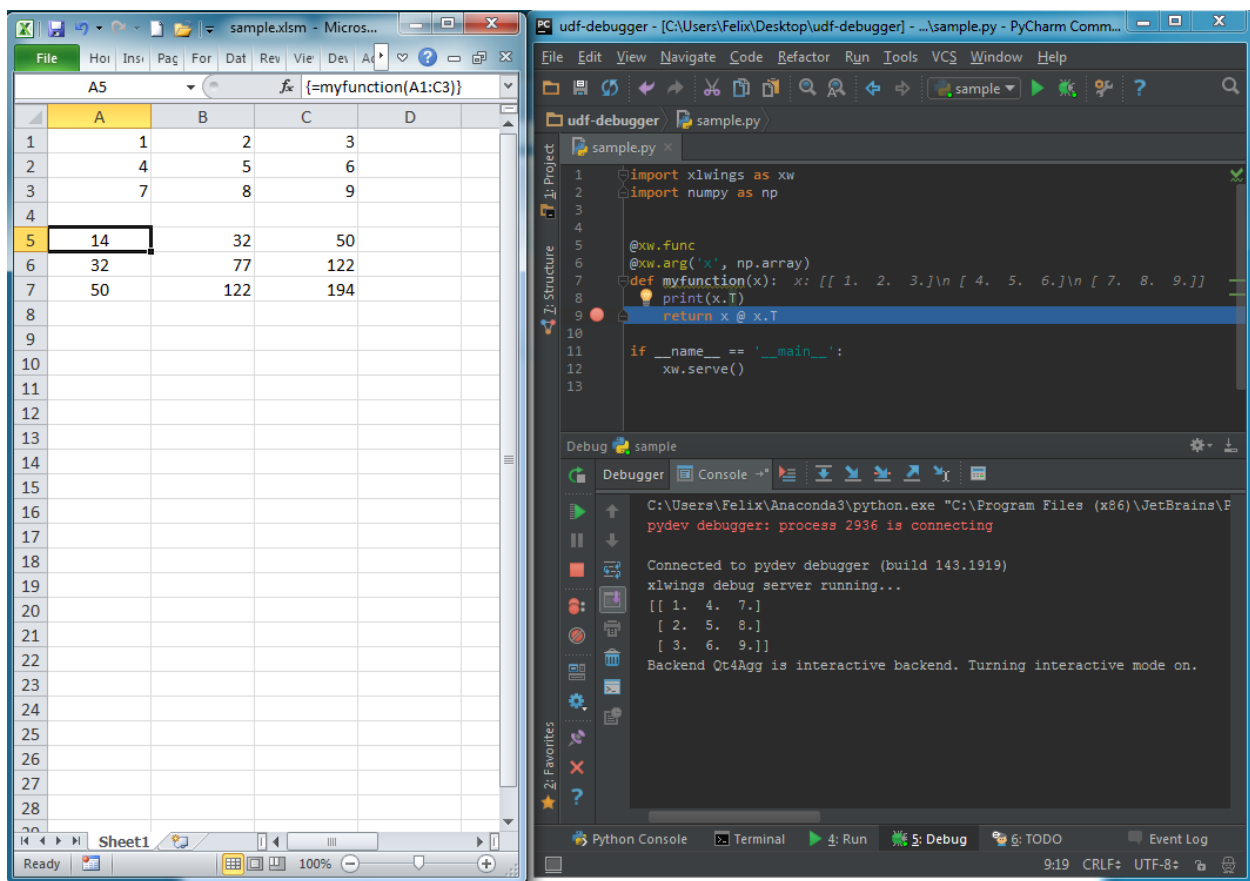 sample.xlsm - Micros...
File Hoı Insı Pag For Dat Rev Vie Dev Ad
A5 fx {=myfunction(A1:C3)}
A B C D
1 1 2 3
2 4 5 6
3 7 8 9
4
5 14 32 50
6 32 77 122
7 50 122 194
8
9
10
11
12
13
14
15
16
17
18
19
20
21
22
23
24
25
26
27
28
Sheet1
Ready 100%
PC udf-debugger - [C:\Users\Felix\Desktop\udf-debugger] - ...\sample.py - PyCharm Comm...
File Edit View Navigate Code Refactor Run Tools VCS Window Help
sample
udf-debugger sample.py
1: Project
7: Structure
2: Favorites
sample.py
1 import xlwings as xw
2 import numpy as np
3
4
5 @xw.func
6 @xw.arg('x', np.array)
7 def myfunction(x): x: [[ 1. 2. 3.]\n [ 4. 5. 6.]\n [ 7. 8. 9.]]
8 print(x.T)
9 return x @ x.T
10
11 if __name__ == '__main__':
12 xw.serve()
13
Debug sample
Debugger Console
C:\Users\Felix\Anaconda3\python.exe "C:\Program Files (x86)\JetBrains\P
pydev debugger: process 2936 is connecting
Connected to pydev debugger (build 143.1919)
xlwings debug server running...
[[ 1. 4. 7.]
[ 2. 5. 8.]
[ 3. 6. 9.]]
Backend Qt4Agg is interactive backend. Turning interactive mode on.
Python Console Terminal 4: Run 5: Debug 6: TODO Event Log
9:19 CRLF UTF-8